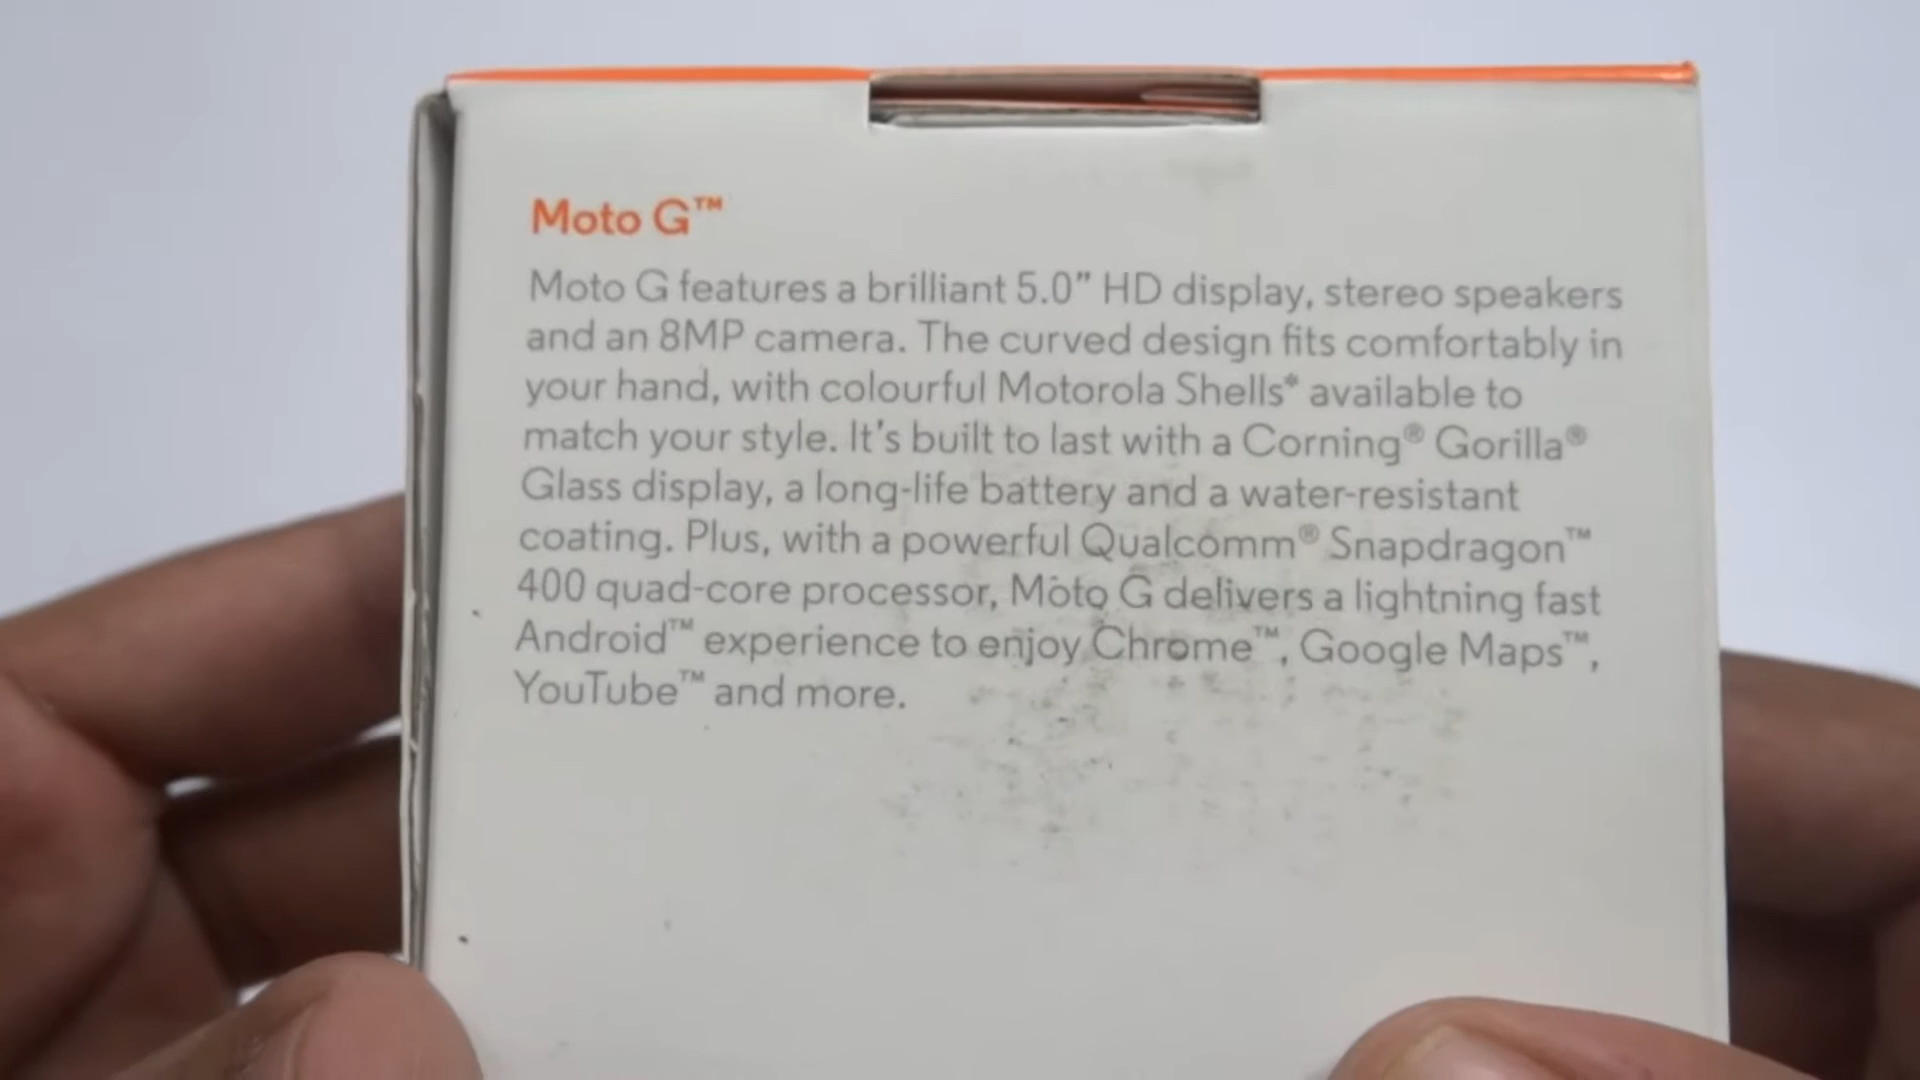 Moto G™
Moto G features a brilliant 5.0” HD display, stereo speakers
and an 8MP camera. The curved design fits comfortably in
your hand, with colourful Motorola Shells* available to
match your style. It's built to last with a Corning® Gorilla®
Glass display, a long-life battery and a water-resistant
coating. Plus, with a powerful Qualcomm® Snapdragon™
400 quad-core processor, Moto G delivers a lightning fast
Android™ experience to enjoy Chrome™, Google Maps™,
YouTube™ and more.